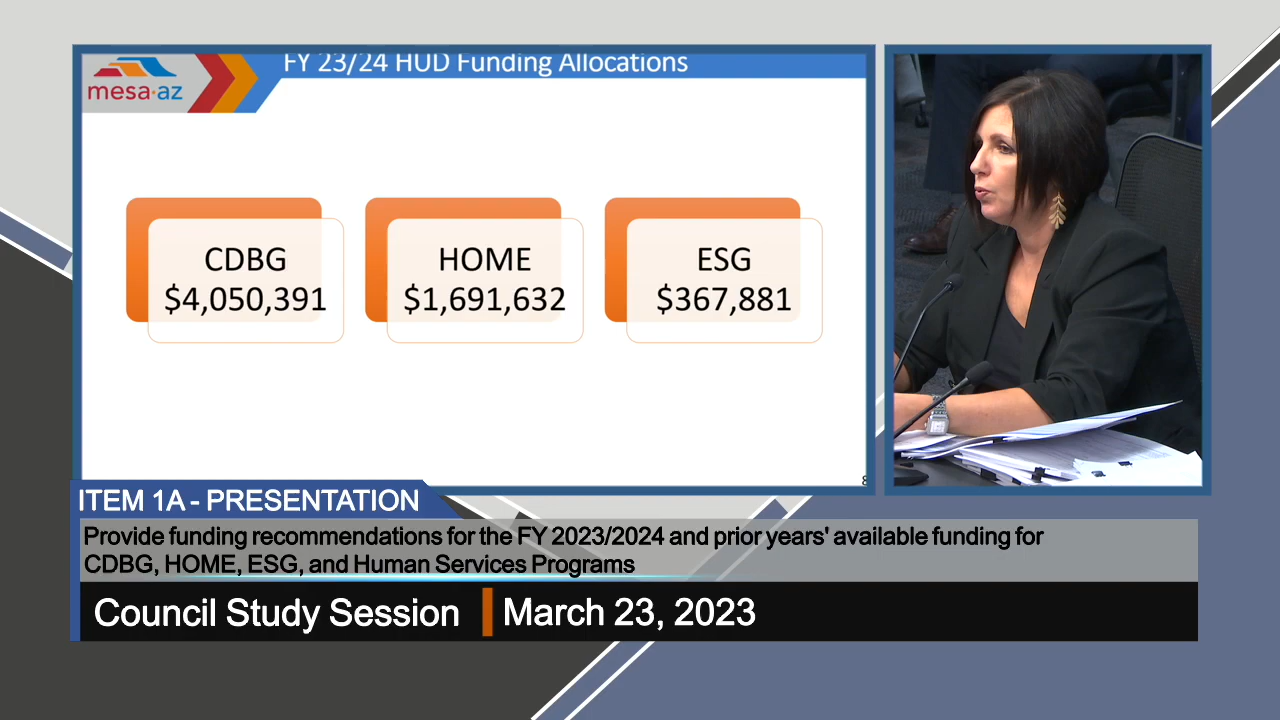 FY 23/24 HUD Funding Allocations
mesa·az
CDBG
$4,050,391
HOME
$1,691,632
ESG
$367,881
ITEM 1A - PRESENTATION
Provide funding recommendations for the FY 2023/2024 and prior years' available funding for
CDBG, HOME, ESG, and Human Services Programs
Council Study Session
March 23, 2023